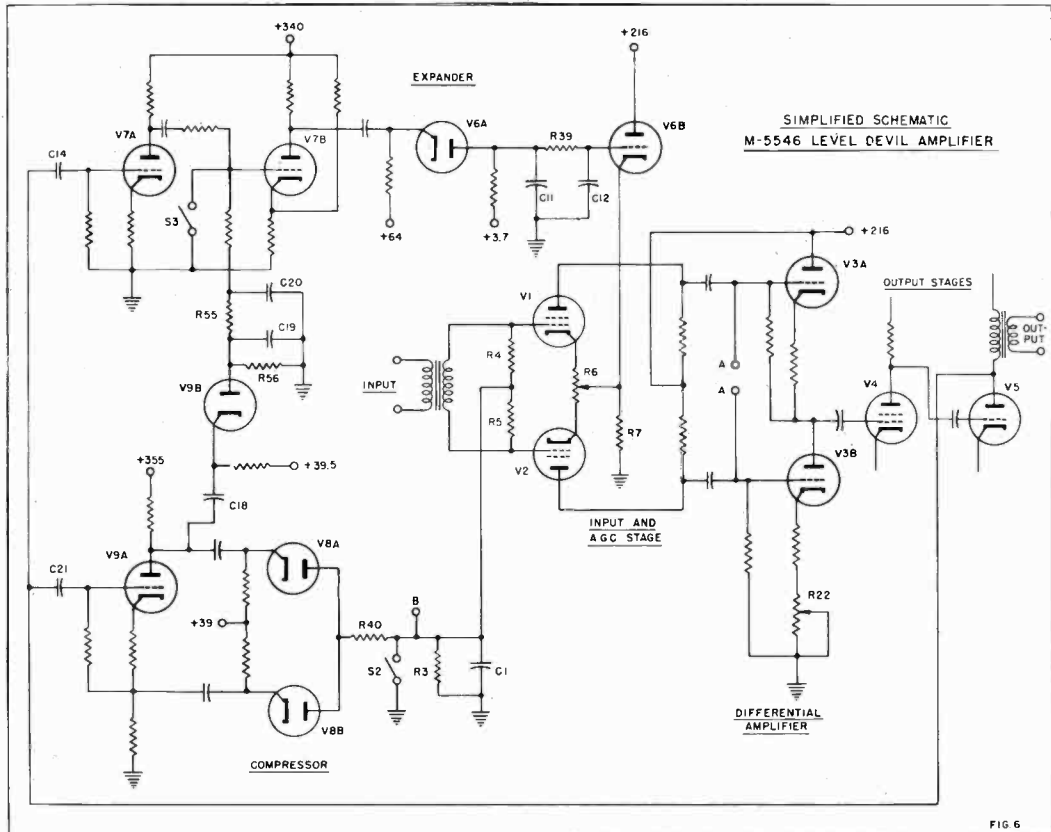 +340
+216
EXPANDER
SIMPLIFIED SCHEMATIC
M-5546 LEVEL DEVIL AMPLIFIER
V7A
V7B
V6A
R39
V6B
C14
S3
C11
C12
+64
+3.7
+216
V3A
OUTPUT STAGES
C20
R55
C19
R56
V1
R4
R6
INPUT
R5
R7
V2
A
A
V4
OUT-
PUT
V5
V9B
+39.5
V3B
+355
C18
INPUT AND
AGC STAGE
V9A
V8A
C21
R22
+39
B
R40
S2
R3
C1
V8B
DIFFERENTIAL
AMPLIFIER
COMPRESSOR
FIG.6